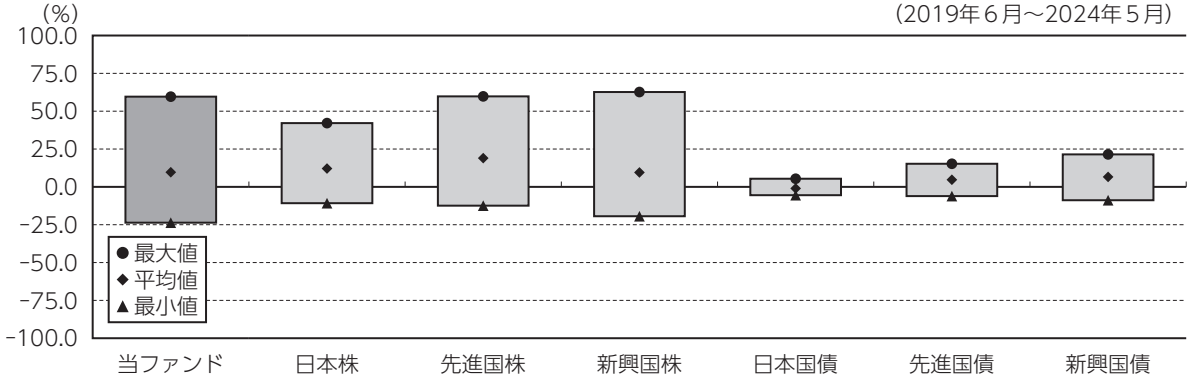 (%)
(2019年6月~2024年5月)
100.0
75.0
50.0
25.0
0.0
-25.0
-50.0
-75.0
-100.0
●最大値
◆平均値
▲最小値
当ファンド 日本株 先進国株 新興国株 日本国債 先進国債 新興国債